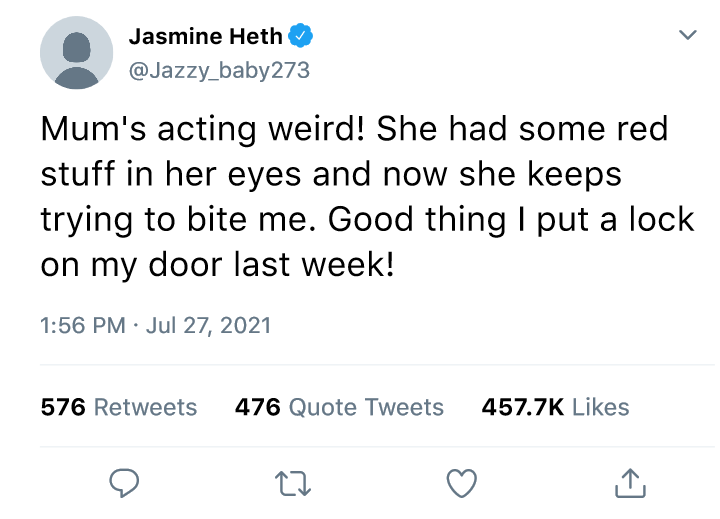 Jasmine Heth
@Jazzy_baby273
Mum's acting weird! She had some red
stuff in her eyes and now she keeps
trying to bite me. Good thing I put a lock
on my door last week!
1:56 PM · Jul 27, 2021
576 Retweets 476 Quote Tweets 457.7K Likes